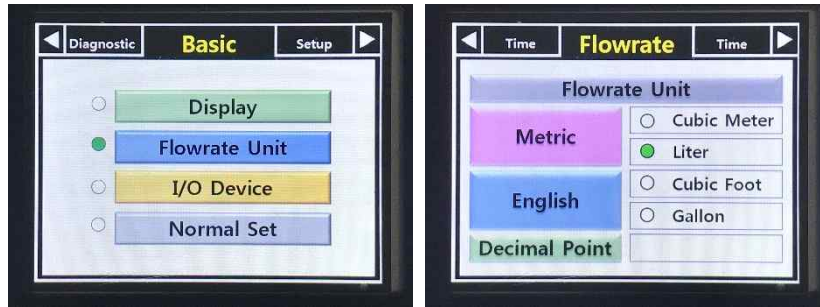 Diagnostic Basic Setup
Display
Flowrate Unit
I/O Device
Normal Set
Time Flowrate Time
Flowrate Unit
Metric
Cubic Meter
Liter
English
Cubic Foot
Gallon
Decimal Point